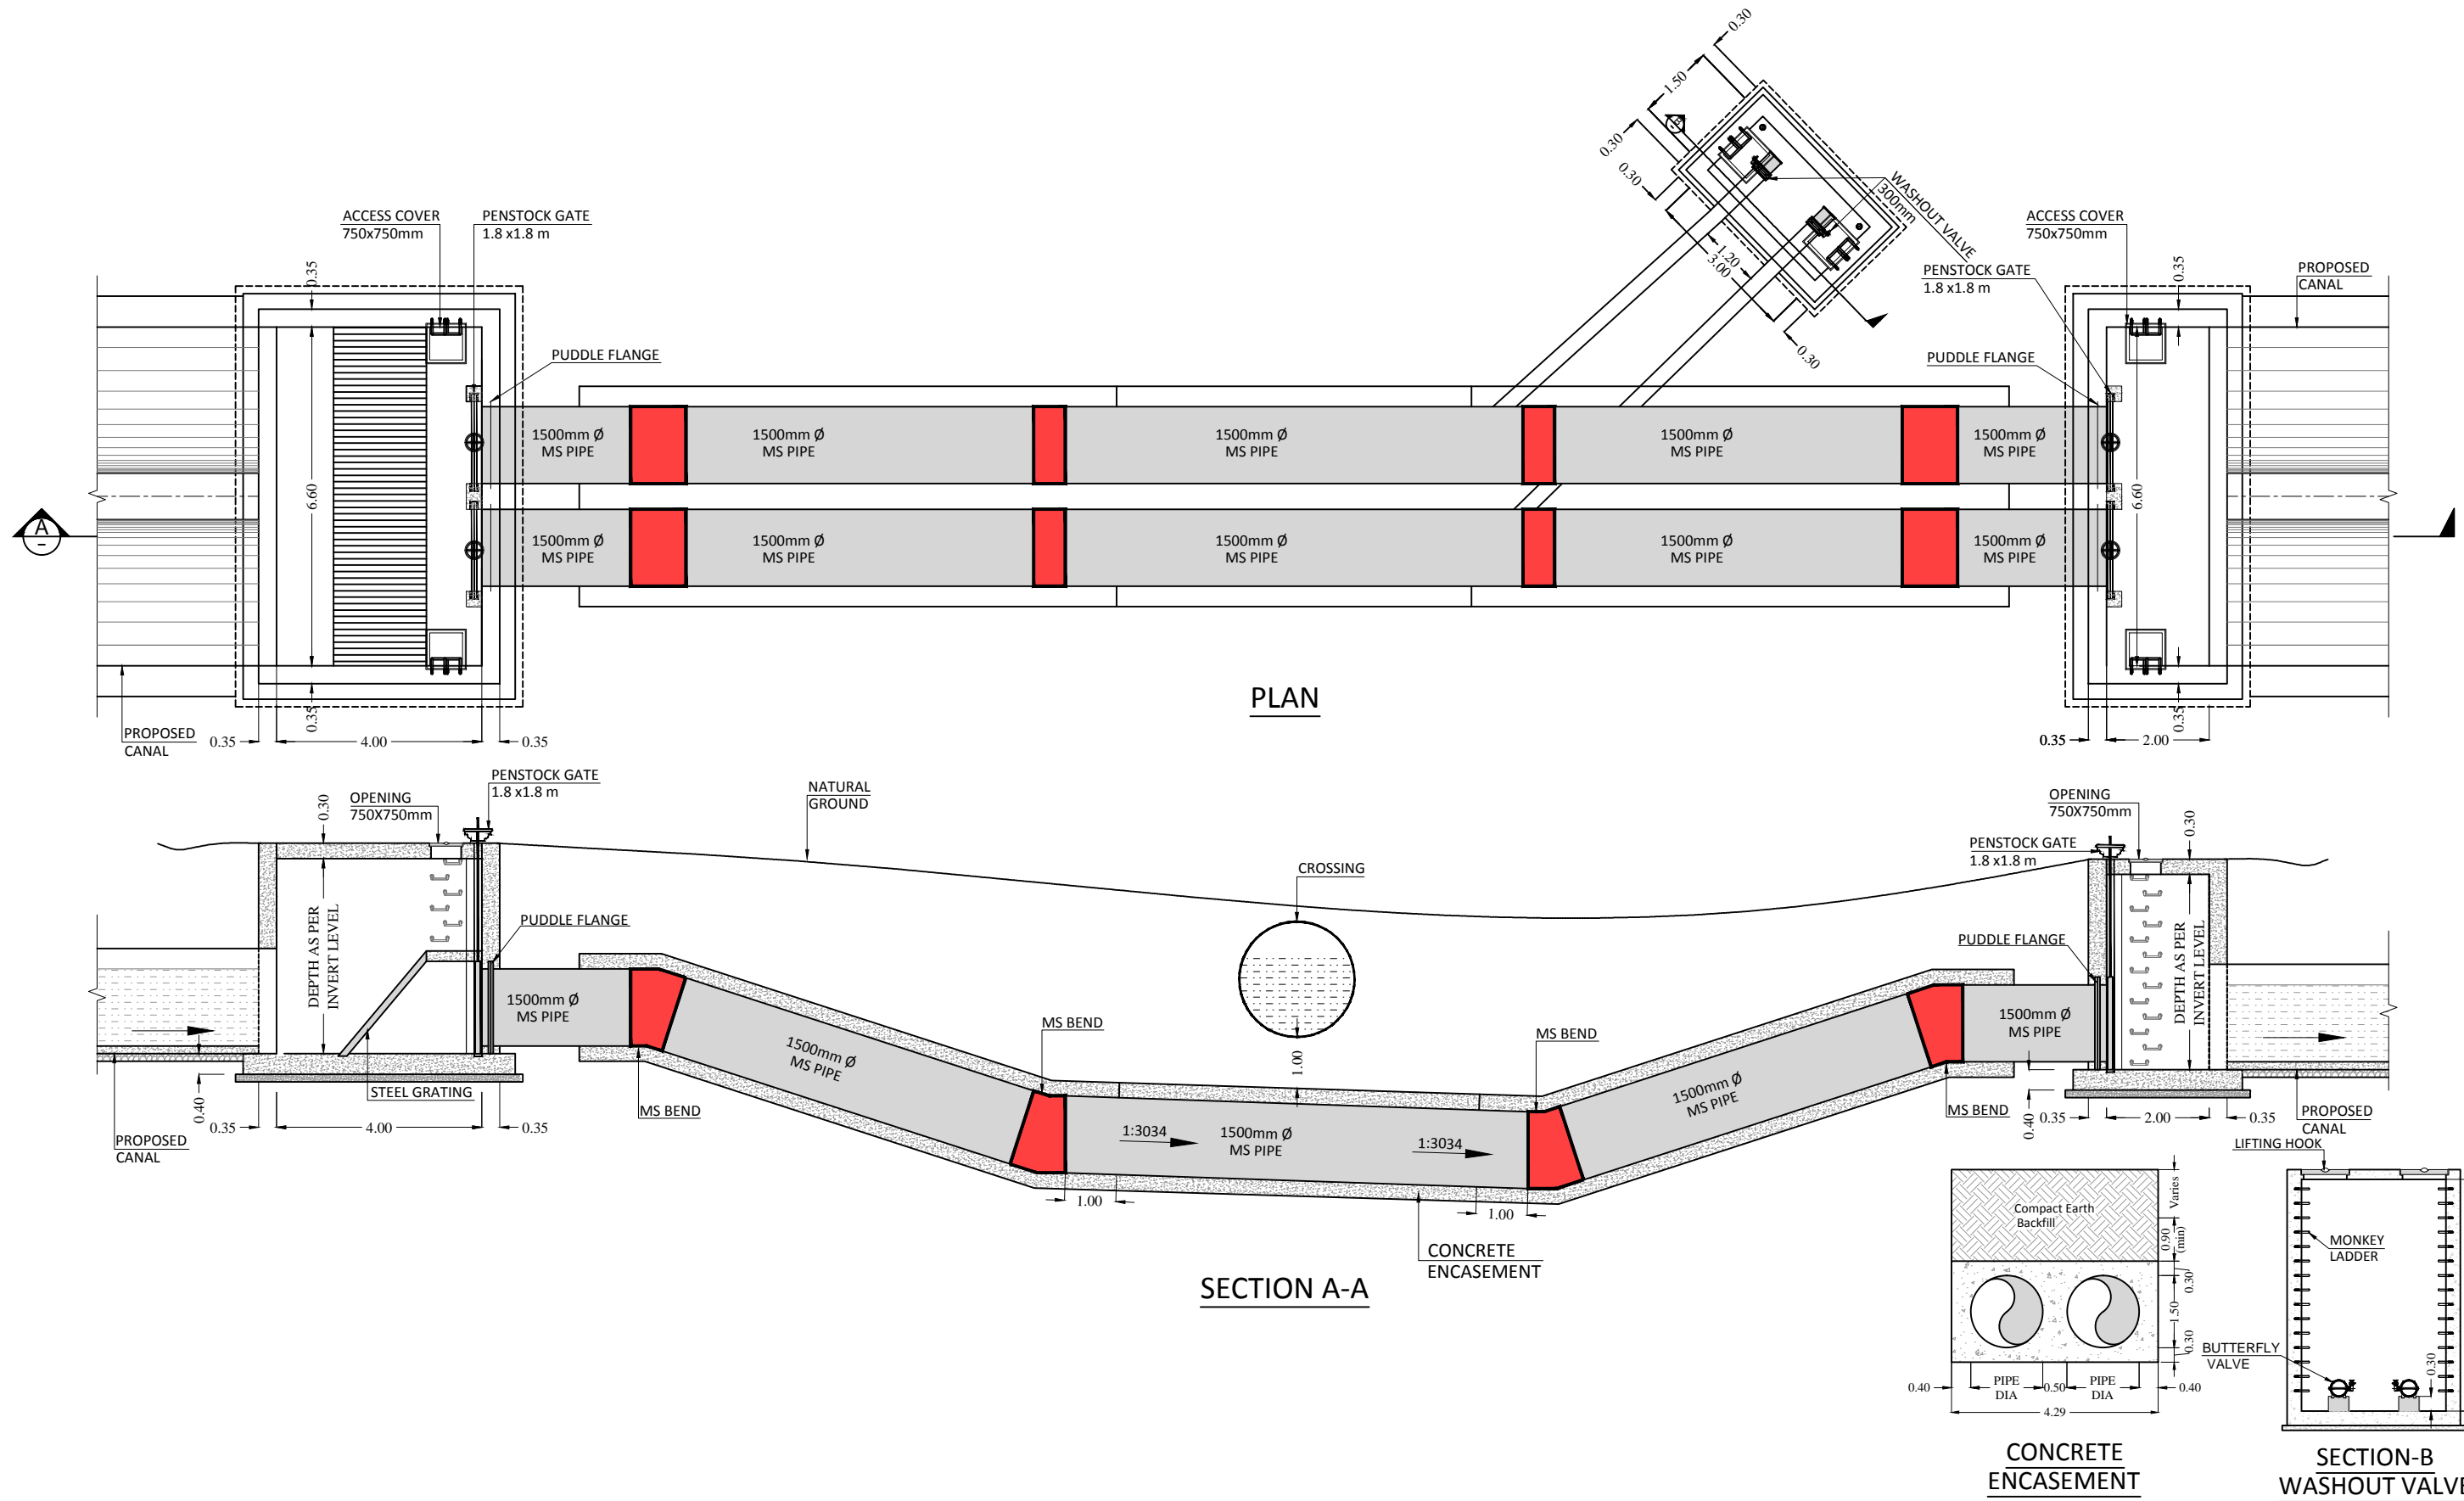 0.30
1.50
0.30
0.30
WASHOUT VALVE
300mm
1.20
3.00
0.30
ACCESS COVER
750x750mm
PENSTOCK GATE
1.8 x1.8 m
ACCESS COVER
750x750mm
PENSTOCK GATE
1.8 x1.8 m
PROPOSED
CANAL
0.35
0.35
PUDDLE FLANGE
PUDDLE FLANGE
1500mm Ø
MS PIPE
1500mm Ø
MS PIPE
1500mm Ø
MS PIPE
1500mm Ø
MS PIPE
1500mm Ø
MS PIPE
6.60
6.60
A
-
1500mm Ø
MS PIPE
1500mm Ø
MS PIPE
1500mm Ø
MS PIPE
1500mm Ø
MS PIPE
1500mm Ø
MS PIPE
PLAN
0.35
0.35
PROPOSED
CANAL
0.35
4.00
0.35
0.35
2.00
PENSTOCK GATE
1.8 x1.8 m
OPENING
750X750mm
0.30
NATURAL
GROUND
OPENING
750X750mm
0.30
PENSTOCK GATE
1.8 x1.8 m
CROSSING
DEPTH AS PER
INVERT LEVEL
PUDDLE FLANGE
PUDDLE FLANGE
DEPTH AS PER
INVERT LEVEL
1500mm Ø
MS PIPE
1500mm Ø
MS PIPE
1500mm Ø
MS PIPE
MS BEND
1.00
MS BEND
1500mm Ø
MS PIPE
STEEL GRATING
0.40
MS BEND
MS BEND
0.40
0.35
4.00
0.35
0.35
2.00
0.35
PROPOSED
CANAL
PROPOSED
CANAL
1:3034
1500mm Ø
MS PIPE
1:3034
1.00
1.00
CONCRETE
ENCASEMENT
SECTION A-A
LIFTING HOOK
Compact Earth
Backfill
Varies
0.90
(min)
0.30
1.50
0.30
MONKEY
LADDER
BUTTERFLY
VALVE
0.30
0.40
PIPE
DIA
0.50
PIPE
DIA
0.40
4.29
CONCRETE
ENCASEMENT
SECTION-B
WASHOUT VALVE